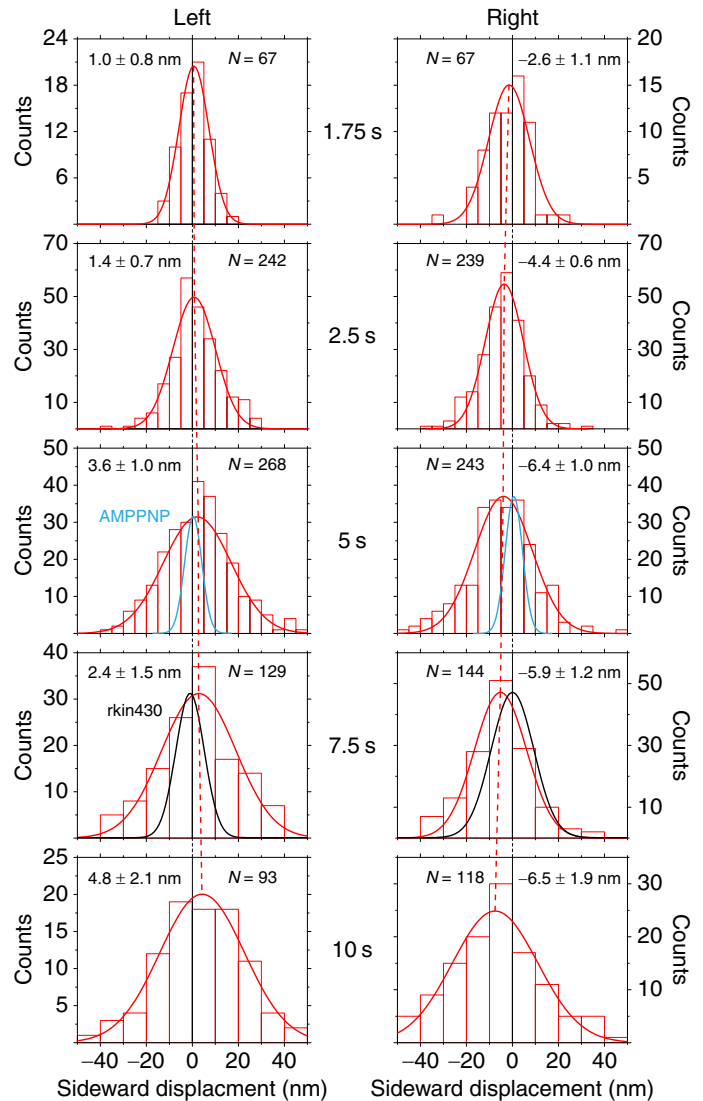 Left Right
24 1.0 ± 0.8 nm N = 67 N = 67 −2.6 ± 1.1 nm 20
18 15
Counts 12 1.75 s 10 Counts
6 5
70 1.4 ± 0.7 nm N = 242 N = 239 −4.4 ± 0.6 nm
50 50
Counts 30 2.5 s 30 Counts
10 10
50 3.6 ± 1.0 nm N = 268 N = 243 −6.4 ± 1.0 nm 50
40 AMPPNP 40
Counts 30 5 s 30 Counts
20 20
10 10
40 2.4 ± 1.5 nm N = 129 N = 144 −5.9 ± 1.2 nm
30 rkin430 50
Counts 20 7.5 s 30 Counts
10 10
25 4.8 ± 2.1 nm N = 93 N = 118 −6.5 ± 1.9 nm
20 30
Counts 15 10 s 20 Counts
10 10
5
−40 −20 0 20 40 −40 −20 0 20 40
Sideward displacment (nm) Sideward displacement (nm)